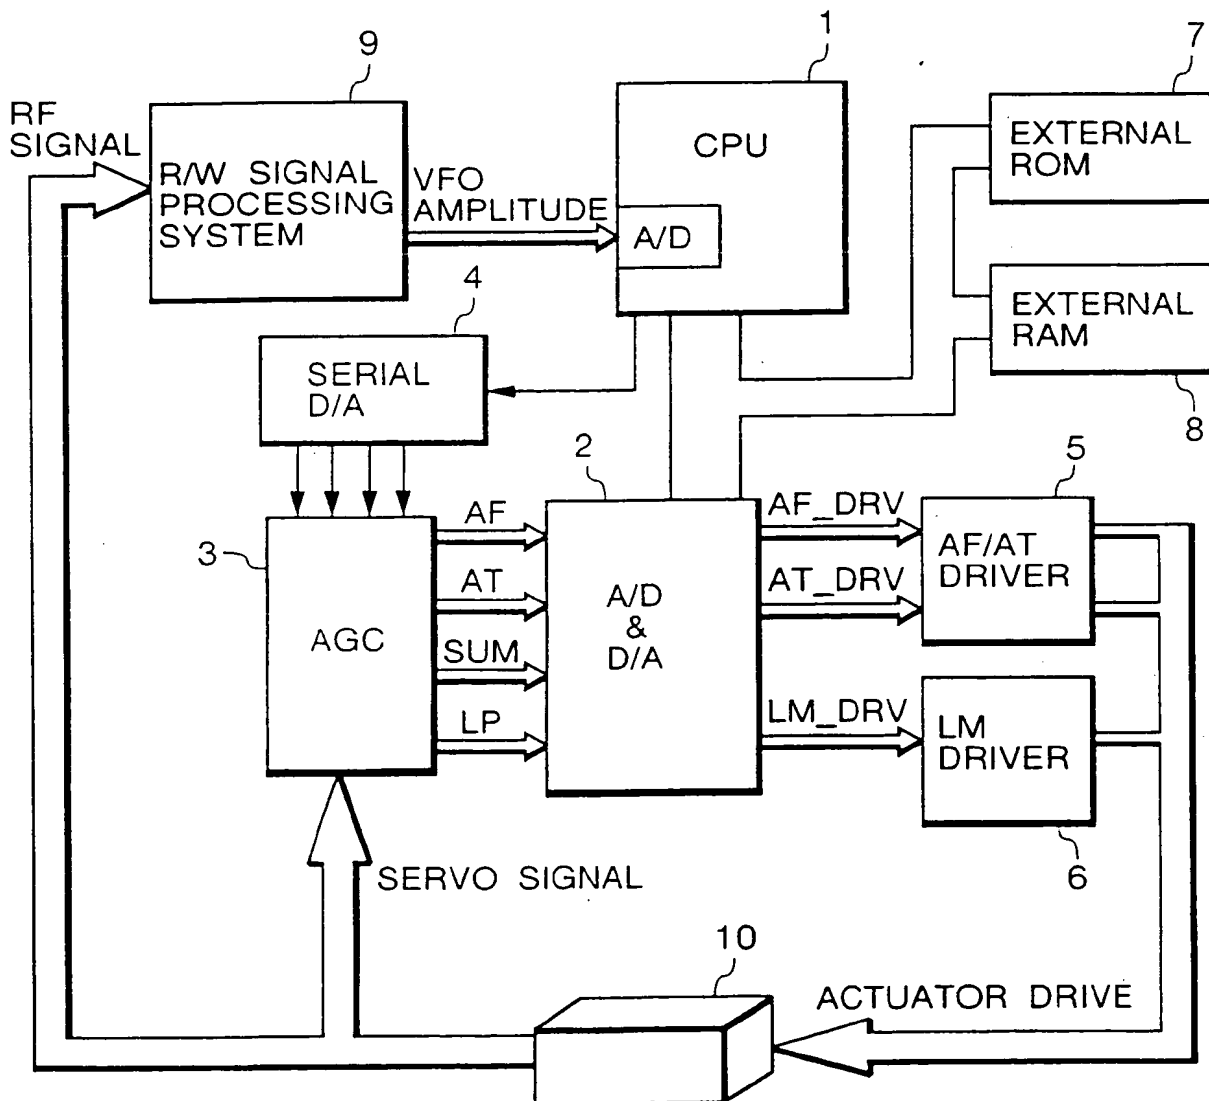 9
1
7
RF
SIGNAL
R/W SIGNAL
PROCESSING
SYSTEM
VFO
AMPLITUDE
CPU
A/D
EXTERNAL
ROM
4
EXTERNAL
RAM
SERIAL
D/A
8
2
5
3
AF
AT
SUM
LP
AGC
A/D
&
D/A
AF_DRV
AT_DRV
LM_DRV
AF/AT
DRIVER
LM
DRIVER
6
SERVO SIGNAL
10
ACTUATOR DRIVE